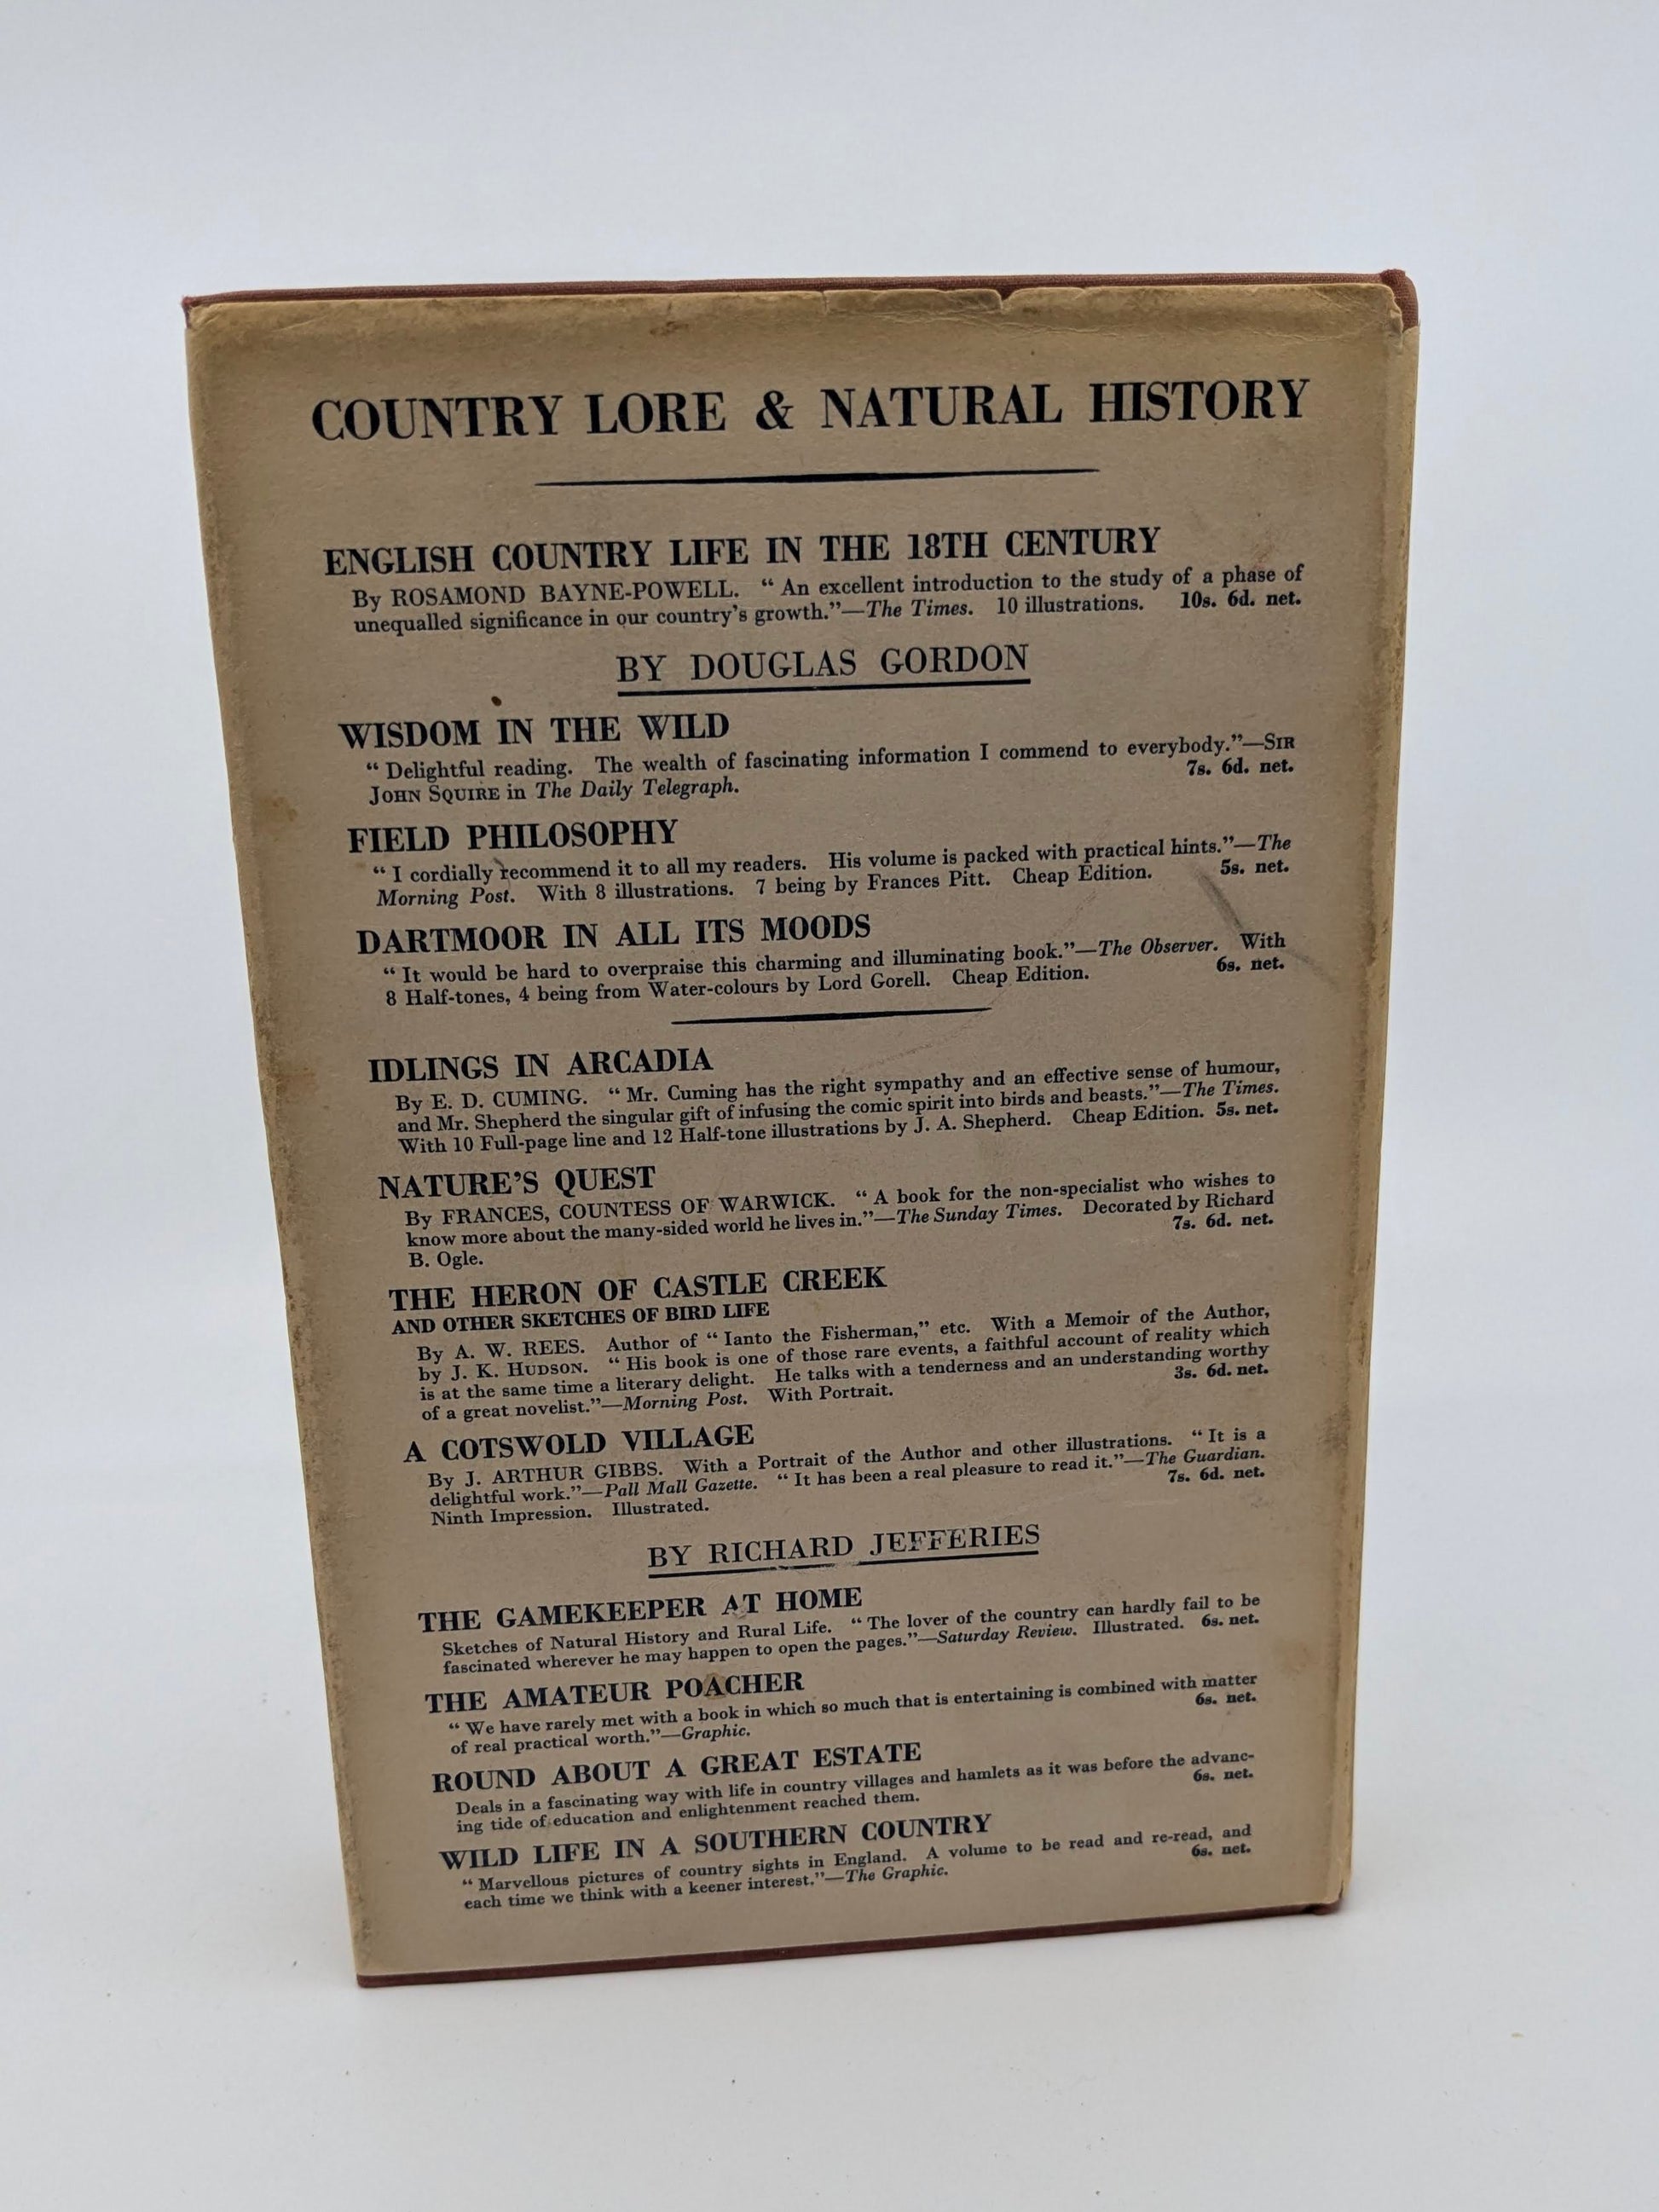 COUNTRY LORE & NATURAL HISTORY
ENGLISH COUNTRY LIFE IN THE 18TH CENTURY
By ROSAMOND BAYNE-POWELL. “ An excellent introduction to the study of a phase of
unequalled significance in our country’s growth.”—The Times. 10 illustrations. 10s. 6d. net.
BY DOUGLAS GORDON
WISDOM IN THE WILD
“ Delightful reading. The wealth of fascinating information I commend to everybody.”—SIR
JOHN SQUIRE in The Daily Telegraph. 7s. 6d. net.
FIELD PHILOSOPHY
“ I cordially recommend it to all my readers. His volume is packed with practical hints.”—The
Morning Post. With 8 illustrations. 7 being by Frances Pitt. Cheap Edition. 5s. net.
DARTMOOR IN ALL ITS MOODS
“ It would be hard to overpraise this charming and illuminating book.”—The Observer. With
8 Half-tones, 4 being from Water-colours by Lord Gorell. Cheap Edition. 6s. net.
IDLINGS IN ARCADIA
By E. D. CUMING. “ Mr. Cuming has the right sympathy and an effective sense of humour,
and Mr. Shepherd the singular gift of infusing the comic spirit into birds and beasts.”—The Times.
With 10 Full-page line and 12 Half-tone illustrations by J. A. Shepherd. Cheap Edition. 5s. net.
NATURE’S QUEST
By FRANCES, COUNTESS OF WARWICK. “ A book for the non-specialist who wishes to
know more about the many-sided world he lives in.”—The Sunday Times. Decorated by Richard
B. Ogle. 7s. 6d. net.
THE HERON OF CASTLE CREEK
AND OTHER SKETCHES OF BIRD LIFE
By A. W. REES. Author of “ Ianto the Fisherman,” etc. With a Memoir of the Author,
by J. K. HUDSON. “ His book is one of those rare events, a faithful account of reality which
is at the same time a literary delight. He talks with a tenderness and an understanding worthy
of a great novelist.”—Morning Post. With Portrait. 3s. 6d. net.
A COTSWOLD VILLAGE
By J. ARTHUR GIBBS. With a Portrait of the Author and other illustrations. “ It is a
delightful work.”—Pall Mall Gazette. “ It has been a real pleasure to read it.”—The Guardian.
Ninth Impression. Illustrated. 7s. 6d. net.
BY RICHARD JEFFERIES
THE GAMEKEEPER AT HOME
Sketches of Natural History and Rural Life. “ The lover of the country can hardly fail to be
fascinated wherever he may happen to open the pages.”—Saturday Review. Illustrated. 6s. net.
THE AMATEUR POACHER
“ We have rarely met with a book in which so much that is entertaining is combined with matter
of real practical worth.”—Graphic. 6s. net.
ROUND ABOUT A GREAT ESTATE
Deals in a fascinating way with life in country villages and hamlets as it was before the advanc-
ing tide of education and enlightenment reached them. 6s. net.
WILD LIFE IN A SOUTHERN COUNTRY
“ Marvellous pictures of country sights in England. A volume to be read and re-read, and
each time we think with a keener interest.”—The Graphic. 6s. net.